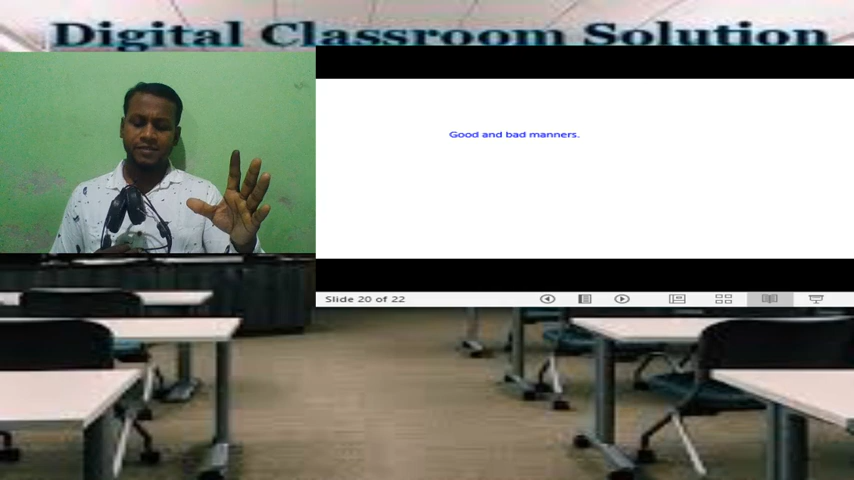 Digital Classroom Solution
Good and bad manners.
Slide 20 of 22